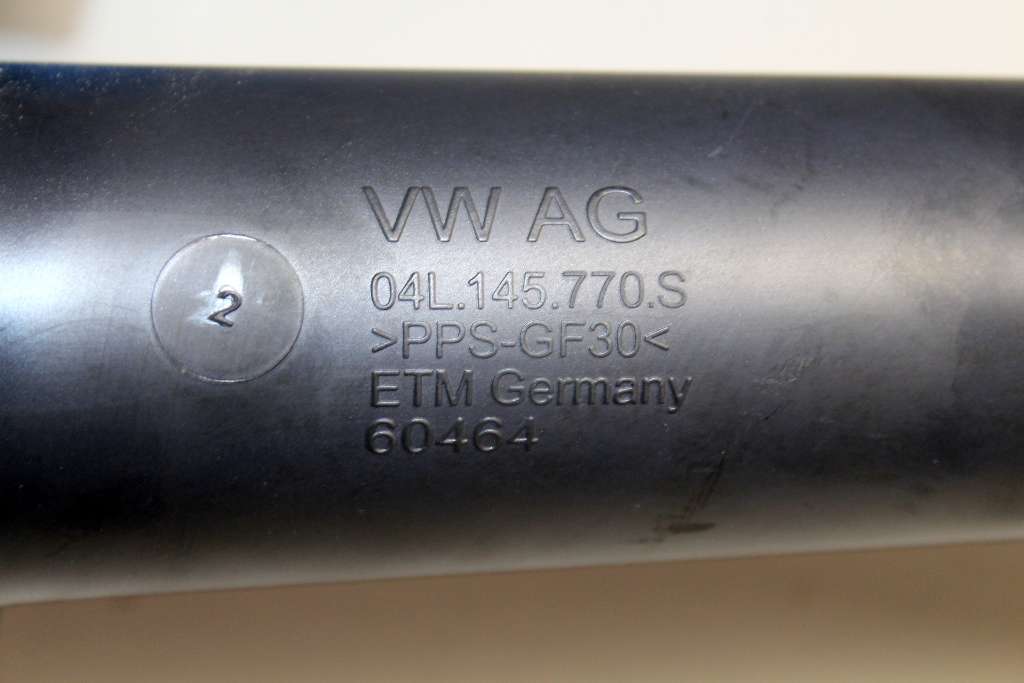 VW AG
04L.145.770.S
>PPS-GF30<
ETM Germany
60464
2